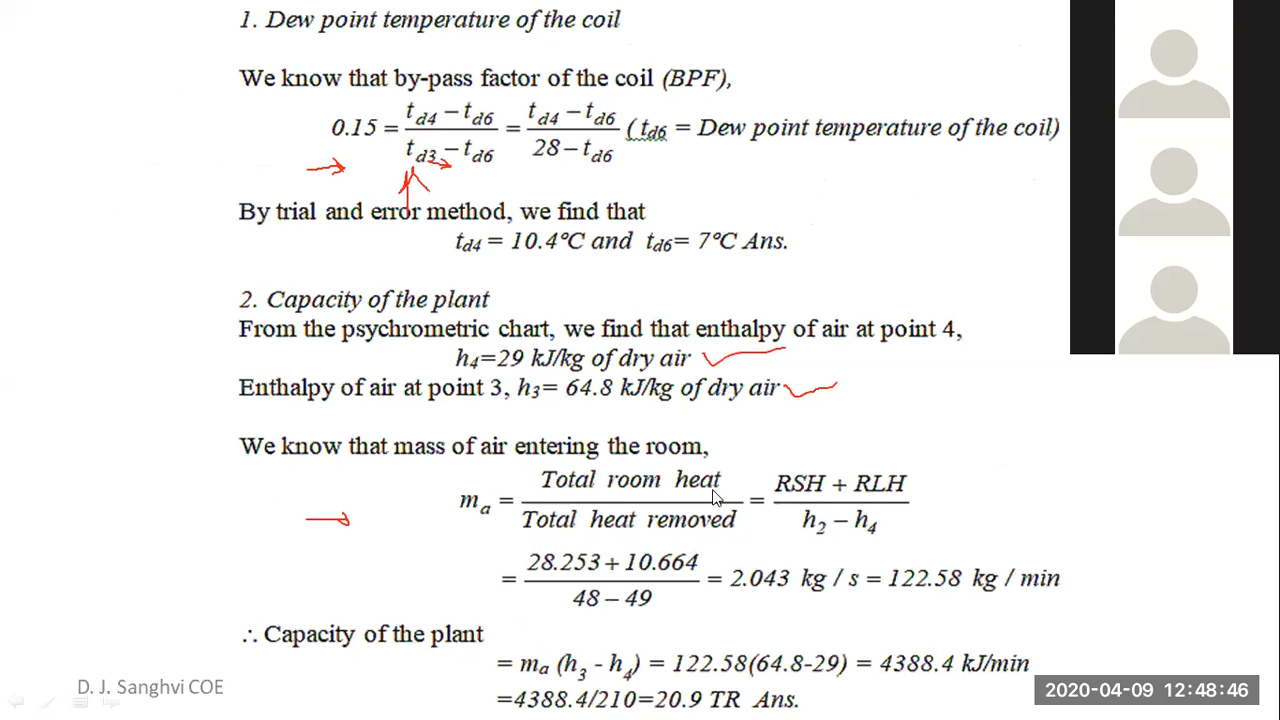 1. Dew point temperature of the coil
We know that by-pass factor of the coil (BPF),
0.15 = (t_d4 − t_d6) / (t_d3 − t_d6) = (t_d4 − t_d6) / (28 − t_d6) ( t_d6 = Dew point temperature of the coil)
By trial and error method, we find that
t_d4 = 10.4°C and t_d6= 7°C Ans.
2. Capacity of the plant
From the psychrometric chart, we find that enthalpy of air at point 4,
h_4=29 kJ/kg of dry air
Enthalpy of air at point 3, h_3= 64.8 kJ/kg of dry air
We know that mass of air entering the room,
m_a = Total room heat / Total heat removed = (RSH + RLH) / (h_2 − h_4)
= (28.253 + 10.664) / (48 − 49) = 2.043 kg / s = 122.58 kg / min
∴ Capacity of the plant
= m_a (h_3 - h_4) = 122.58(64.8-29) = 4388.4 kJ/min
=4388.4/210=20.9 TR Ans.
D. J. Sanghvi COE
2020-04-09 12:48:46